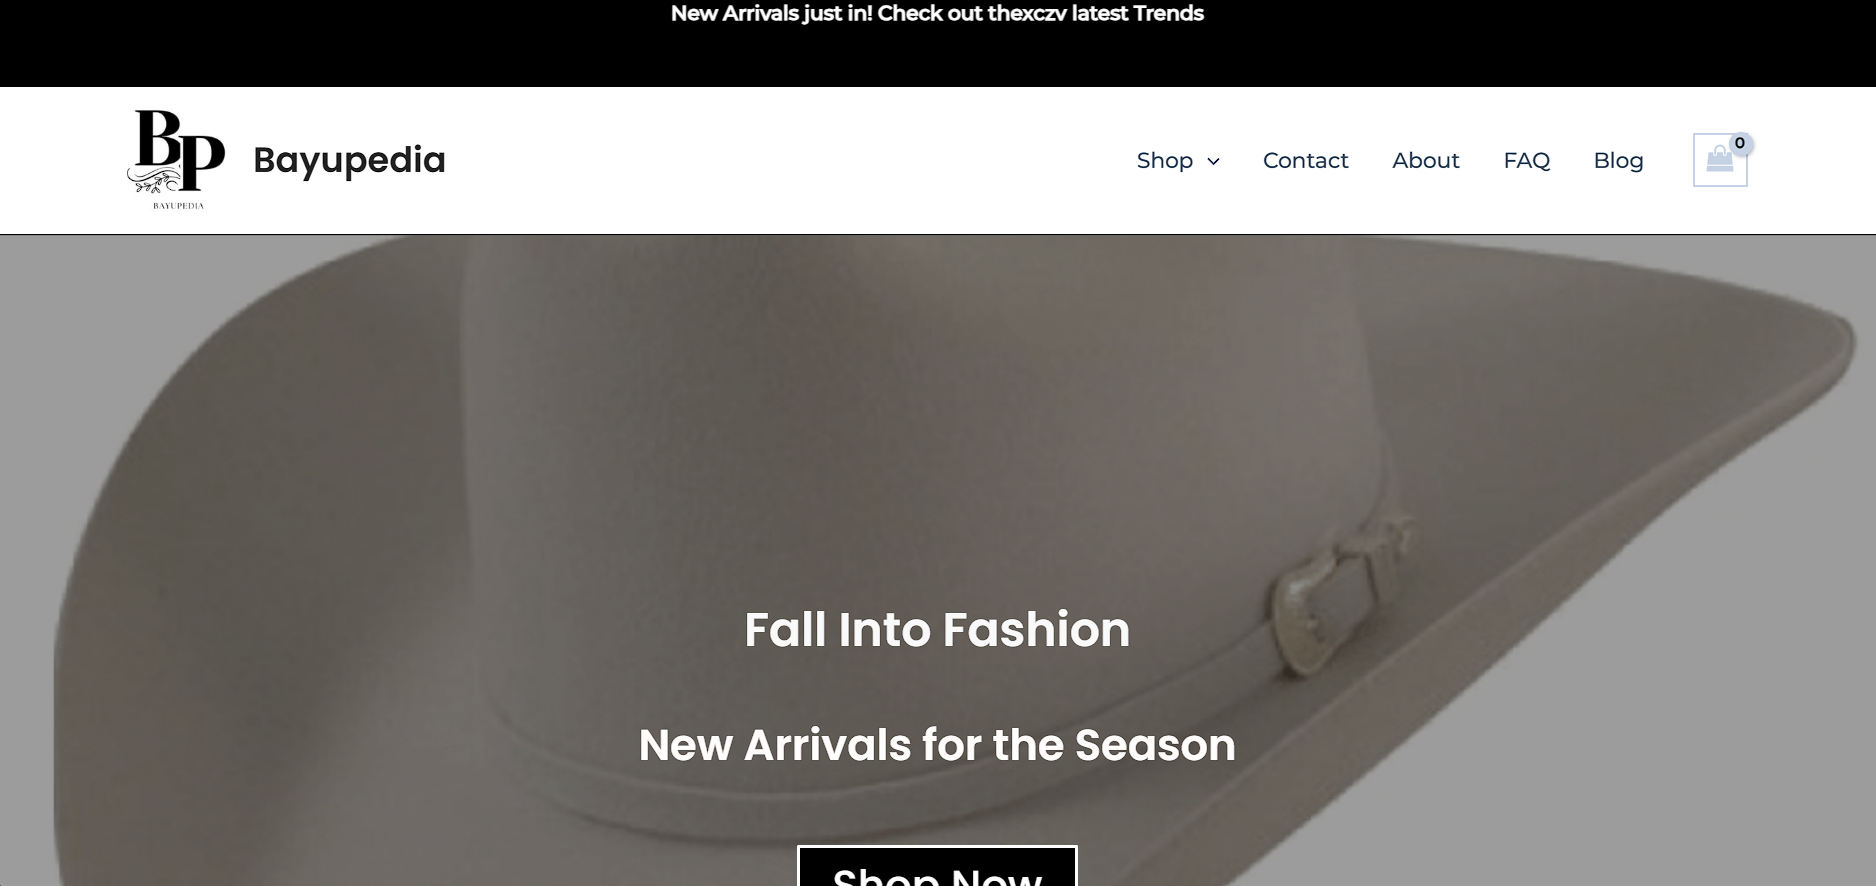 New Arrivals just in! Check out thexczv latest Trends
BP
BAYUPEDIA
Bayupedia
Shop
Contact
About
FAQ
Blog
0
Fall Into Fashion
New Arrivals for the Season
Shop Now